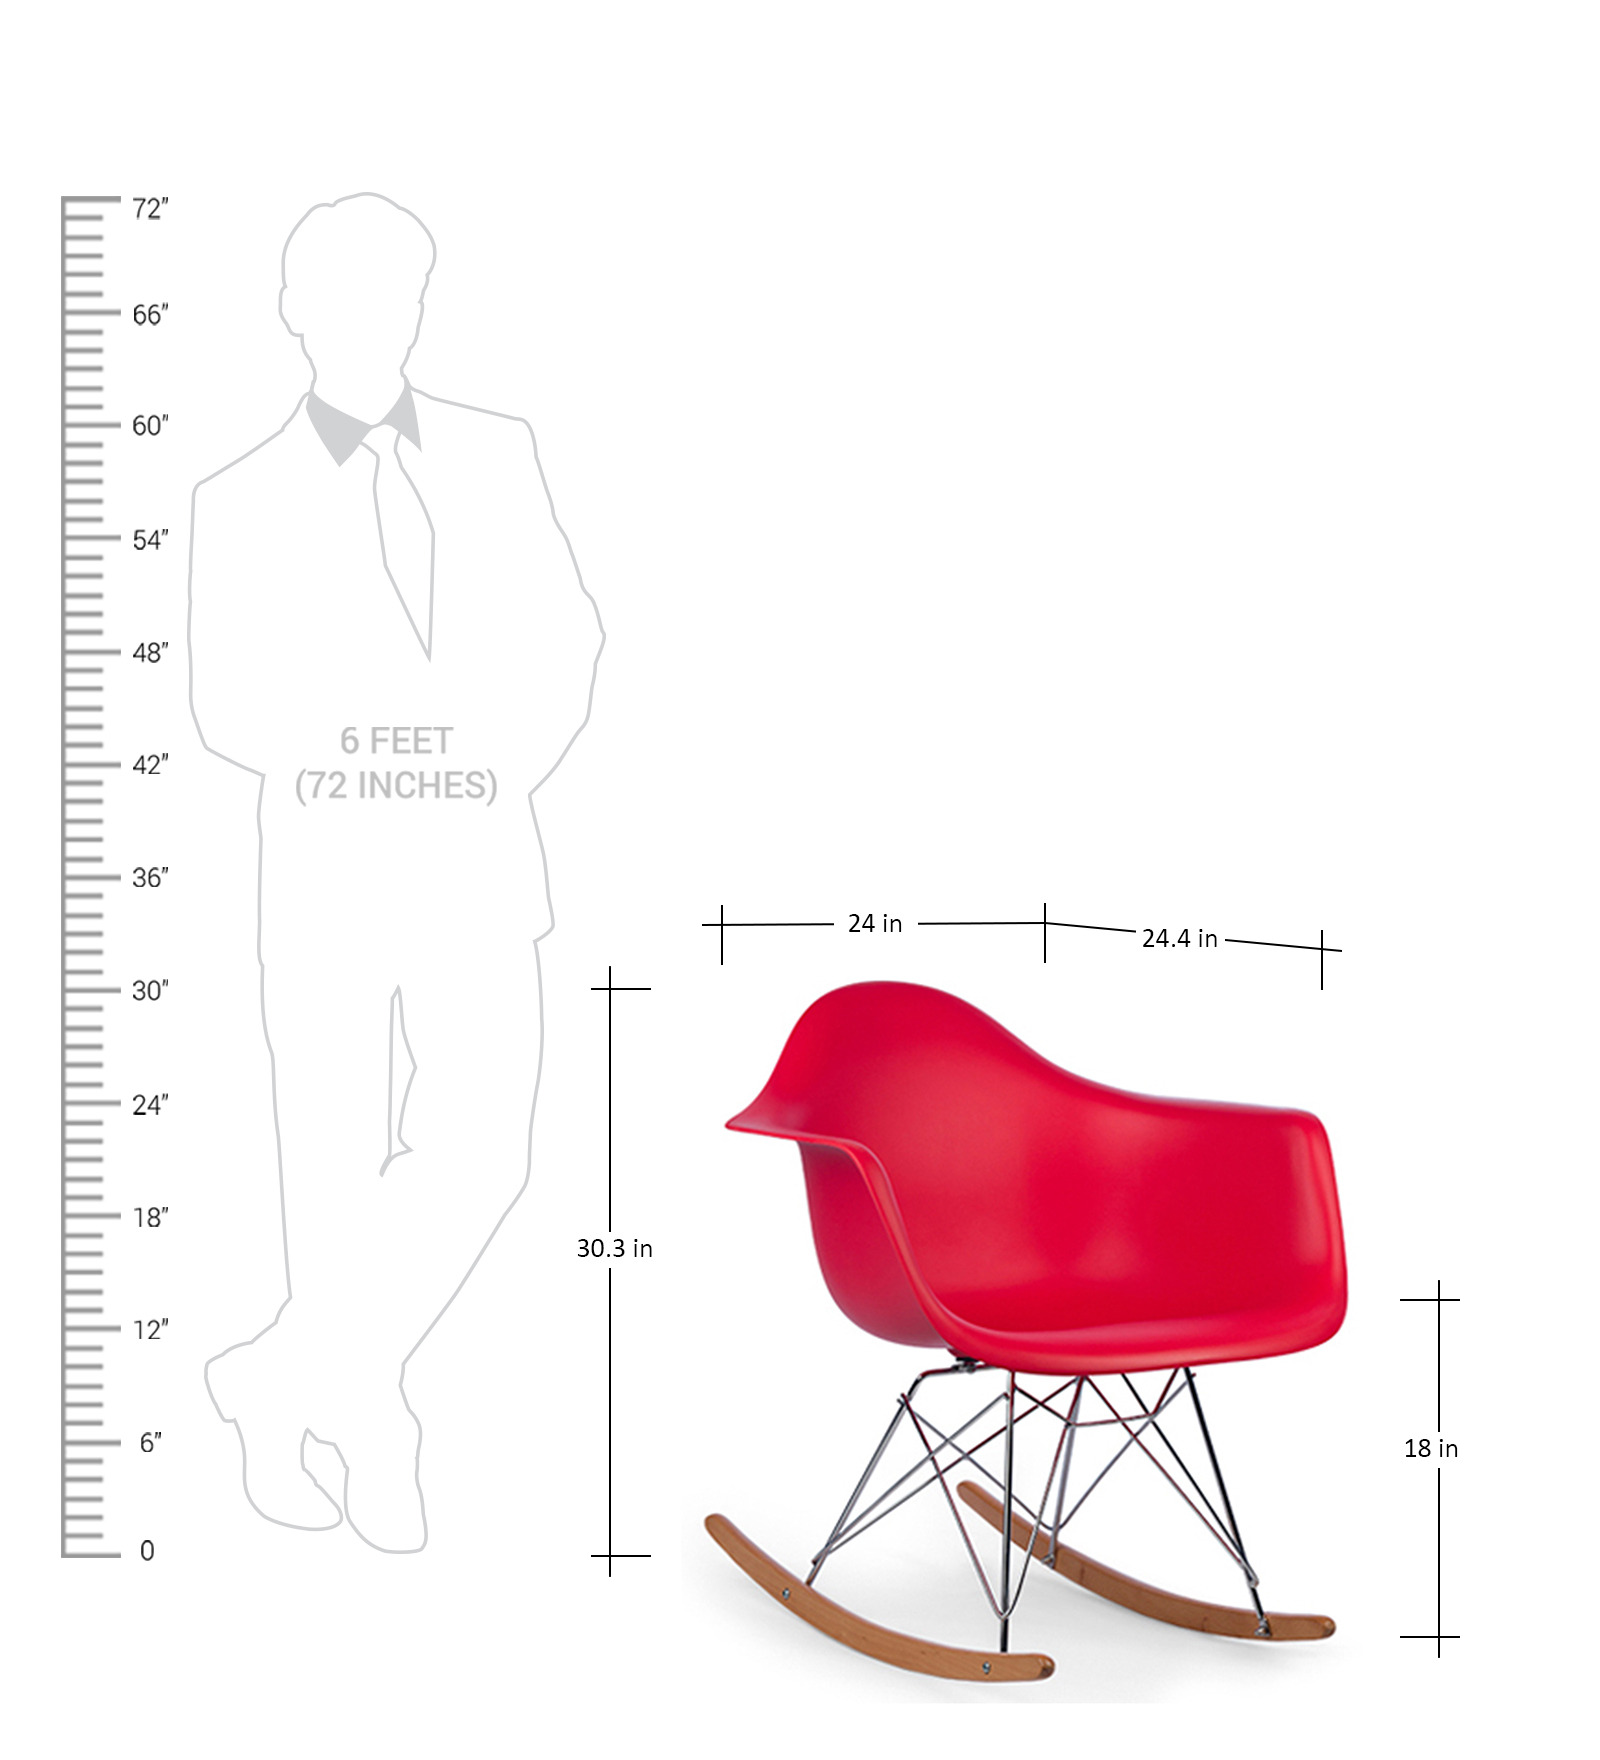 72”
66”
60”
54”
48”
42”
36”
30”
24”
18”
12”
6”
0
6 FEET
(72 INCHES)
24 in
24.4 in
30.3 in
18 in